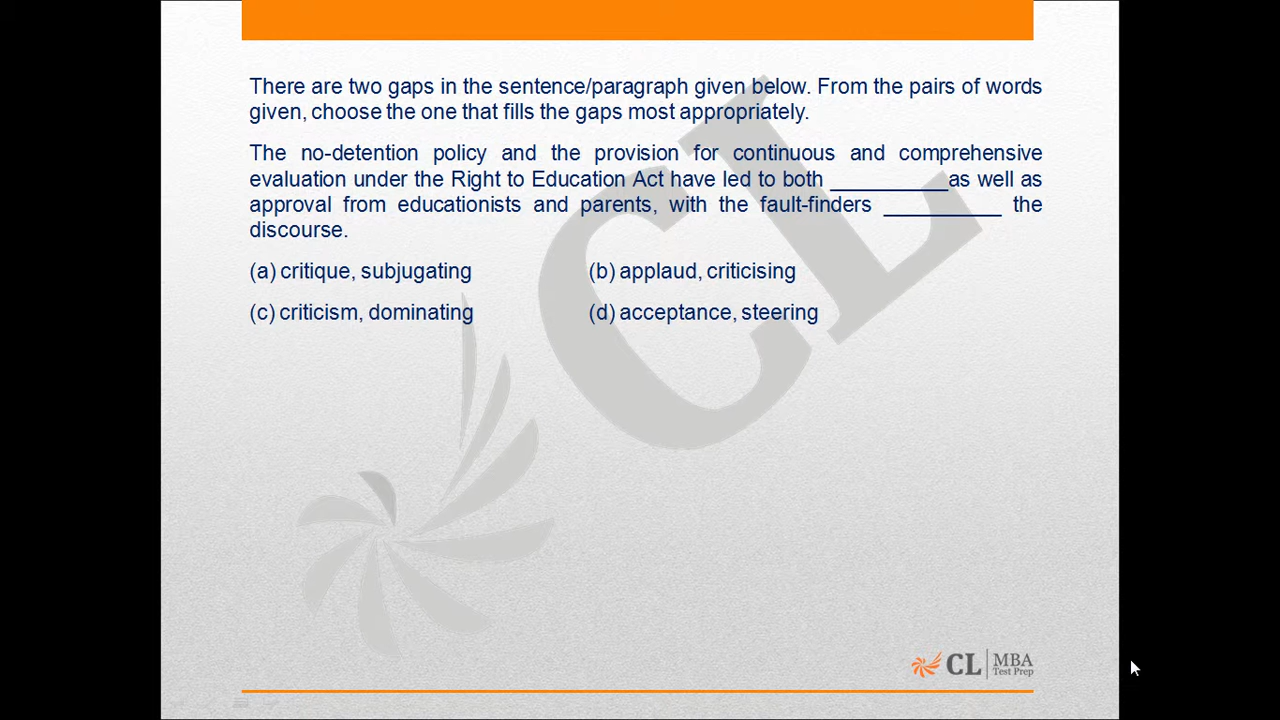 There are two gaps in the sentence/paragraph given below. From the pairs of words
given, choose the one that fills the gaps most appropriately.
The no-detention policy and the provision for continuous and comprehensive
evaluation under the Right to Education Act have led to both __________as well as
approval from educationists and parents, with the fault-finders __________ the
discourse.
(a) critique, subjugating (b) applaud, criticising
(c) criticism, dominating (d) acceptance, steering
CL
CL MBA
Test Prep